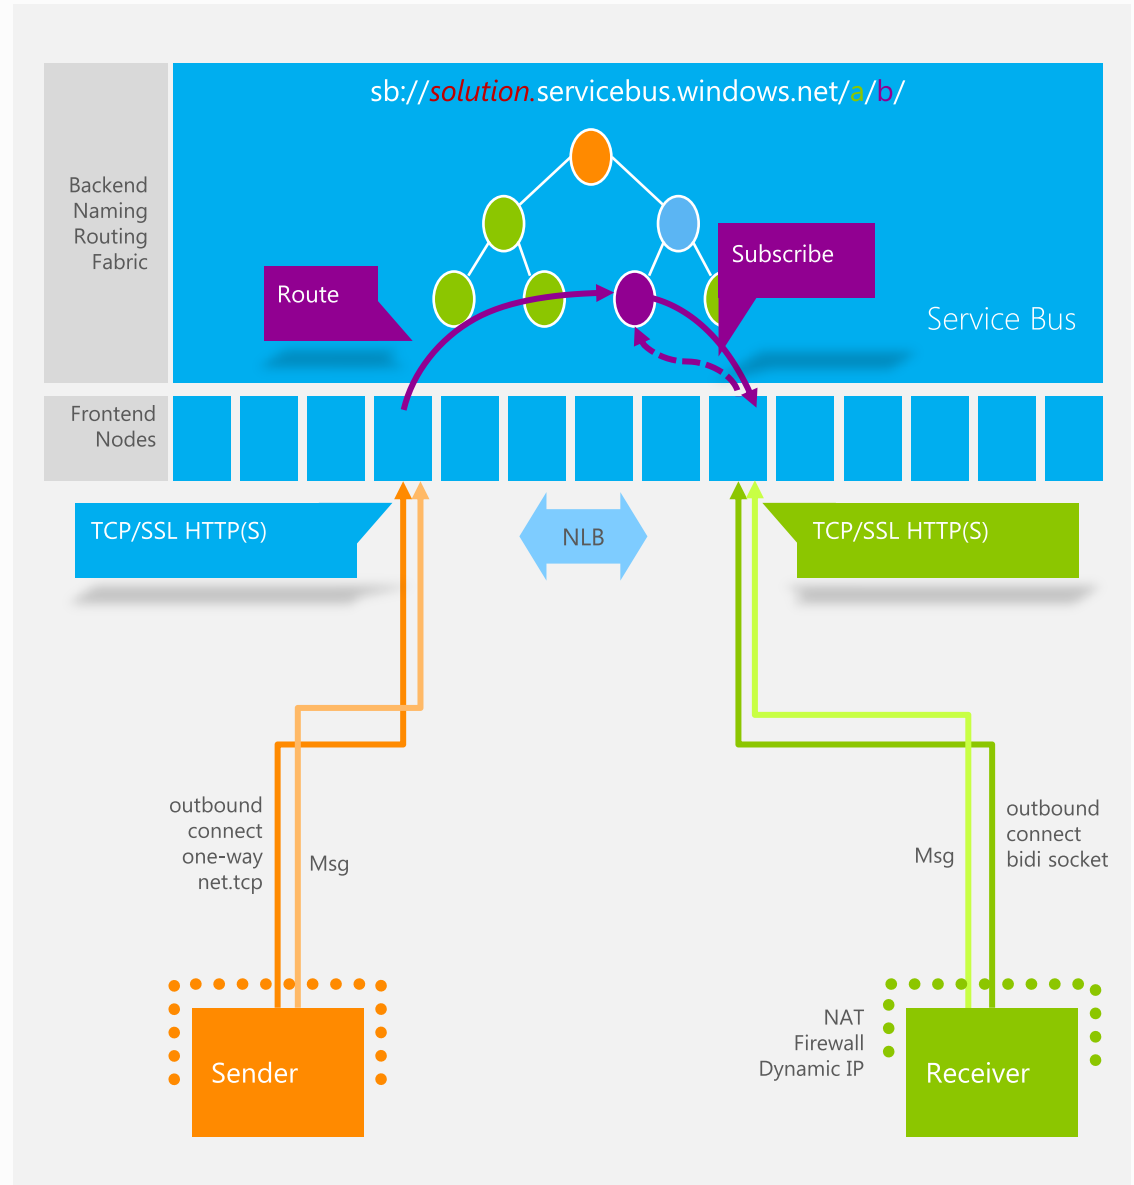 sb://solution.servicebus.windows.net/a/b/
Backend
Naming
Routing
Fabric
Route
Subscribe
Service Bus
Frontend
Nodes
TCP/SSL HTTP(S)
NLB
TCP/SSL HTTP(S)
outbound
connect
one-way
net.tcp
Msg
Msg
outbound
connect
bidi socket
NAT
Firewall
Dynamic IP
Sender
Receiver